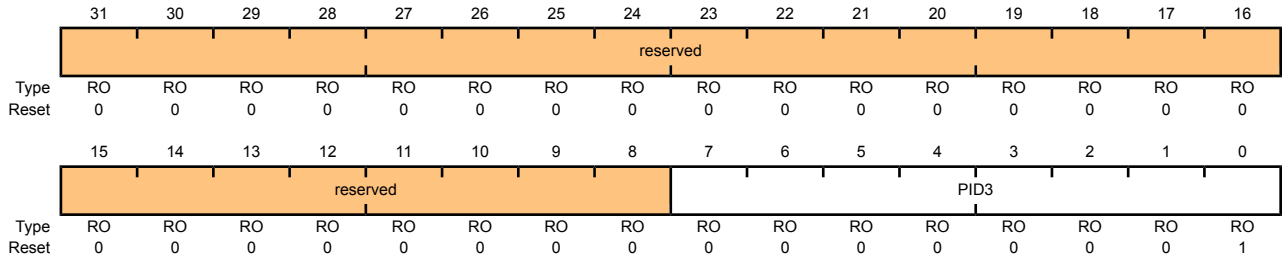 31 30 29 28 27 26 25 24 23 22 21 20 19 18 17 16
reserved
Type RO RO RO RO RO RO RO RO RO RO RO RO RO RO RO RO
Reset 0 0 0 0 0 0 0 0 0 0 0 0 0 0 0 0
15 14 13 12 11 10 9 8 7 6 5 4 3 2 1 0
reserved PID3
Type RO RO RO RO RO RO RO RO RO RO RO RO RO RO RO RO
Reset 0 0 0 0 0 0 0 0 0 0 0 0 0 0 0 1